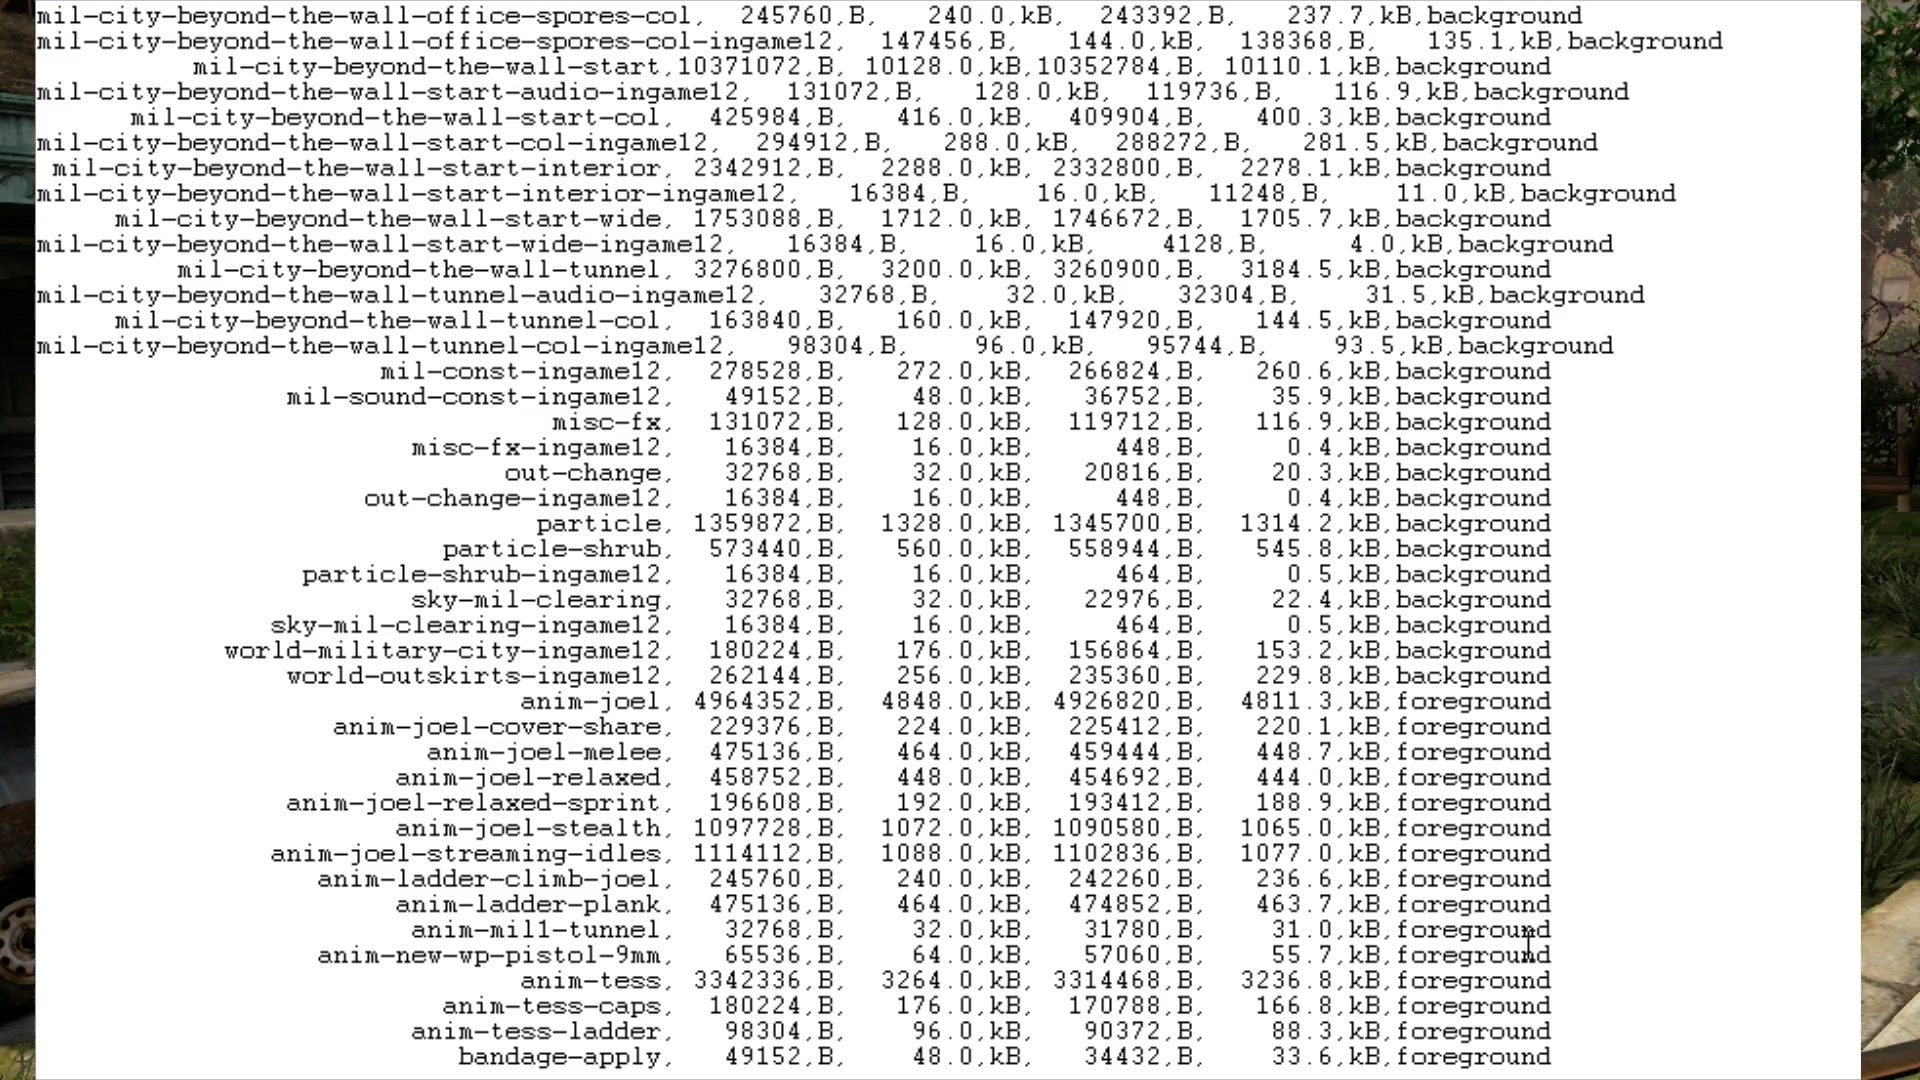 mil-city-beyond-the-wall-office-spores-col, 245760,B, 240.0,kB, 243392,B, 237.7,kB,background
mil-city-beyond-the-wall-office-spores-col-ingame12, 147456,B, 144.0,kB, 138368,B, 135.1,kB,background
mil-city-beyond-the-wall-start,10371072,B, 10128.0,kB,10352784,B, 10110.1,kB,background
mil-city-beyond-the-wall-start-audio-ingame12, 131072,B, 128.0,kB, 119736,B, 116.9,kB,background
mil-city-beyond-the-wall-start-col, 425984,B, 416.0,kB, 409904,B, 400.3,kB,background
mil-city-beyond-the-wall-start-col-ingame12, 294912,B, 288.0,kB, 288272,B, 281.5,kB,background
mil-city-beyond-the-wall-start-interior, 2342912,B, 2288.0,kB, 2332800,B, 2278.1,kB,background
mil-city-beyond-the-wall-start-interior-ingame12, 16384,B, 16.0,kB, 11248,B, 11.0,kB,background
mil-city-beyond-the-wall-start-wide, 1753088,B, 1712.0,kB, 1746672,B, 1705.7,kB,background
mil-city-beyond-the-wall-start-wide-ingame12, 16384,B, 16.0,kB, 4128,B, 4.0,kB,background
mil-city-beyond-the-wall-tunnel, 3276800,B, 3200.0,kB, 3260900,B, 3184.5,kB,background
mil-city-beyond-the-wall-tunnel-audio-ingame12, 32768,B, 32.0,kB, 32304,B, 31.5,kB,background
mil-city-beyond-the-wall-tunnel-col, 163840,B, 160.0,kB, 147920,B, 144.5,kB,background
mil-city-beyond-the-wall-tunnel-col-ingame12, 98304,B, 96.0,kB, 95744,B, 93.5,kB,background
mil-const-ingame12, 278528,B, 272.0,kB, 266824,B, 260.6,kB,background
mil-sound-const-ingame12, 49152,B, 48.0,kB, 36752,B, 35.9,kB,background
misc-fx, 131072,B, 128.0,kB, 119712,B, 116.9,kB,background
misc-fx-ingame12, 16384,B, 16.0,kB, 448,B, 0.4,kB,background
out-change, 32768,B, 32.0,kB, 20816,B, 20.3,kB,background
out-change-ingame12, 16384,B, 16.0,kB, 448,B, 0.4,kB,background
particle, 1359872,B, 1328.0,kB, 1345700,B, 1314.2,kB,background
particle-shrub, 573440,B, 560.0,kB, 558944,B, 545.8,kB,background
particle-shrub-ingame12, 16384,B, 16.0,kB, 464,B, 0.5,kB,background
sky-mil-clearing, 32768,B, 32.0,kB, 22976,B, 22.4,kB,background
sky-mil-clearing-ingame12, 16384,B, 16.0,kB, 464,B, 0.5,kB,background
world-military-city-ingame12, 180224,B, 176.0,kB, 156864,B, 153.2,kB,background
world-outskirts-ingame12, 262144,B, 256.0,kB, 235360,B, 229.8,kB,background
anim-joel, 4964352,B, 4848.0,kB, 4926820,B, 4811.3,kB,foreground
anim-joel-cover-share, 229376,B, 224.0,kB, 225412,B, 220.1,kB,foreground
anim-joel-melee, 475136,B, 464.0,kB, 459444,B, 448.7,kB,foreground
anim-joel-relaxed, 458752,B, 448.0,kB, 454692,B, 444.0,kB,foreground
anim-joel-relaxed-sprint, 196608,B, 192.0,kB, 193412,B, 188.9,kB,foreground
anim-joel-stealth, 1097728,B, 1072.0,kB, 1090580,B, 1065.0,kB,foreground
anim-joel-streaming-idles, 1114112,B, 1088.0,kB, 1102836,B, 1077.0,kB,foreground
anim-ladder-climb-joel, 245760,B, 240.0,kB, 242260,B, 236.6,kB,foreground
anim-ladder-plank, 475136,B, 464.0,kB, 474852,B, 463.7,kB,foreground
anim-mil1-tunnel, 32768,B, 32.0,kB, 31780,B, 31.0,kB,foreground
anim-new-wp-pistol-9mm, 65536,B, 64.0,kB, 57060,B, 55.7,kB,foreground
anim-tess, 3342336,B, 3264.0,kB, 3314468,B, 3236.8,kB,foreground
anim-tess-caps, 180224,B, 176.0,kB, 170788,B, 166.8,kB,foreground
anim-tess-ladder, 98304,B, 96.0,kB, 90372,B, 88.3,kB,foreground
bandage-apply, 49152,B, 48.0,kB, 34432,B, 33.6,kB,foreground